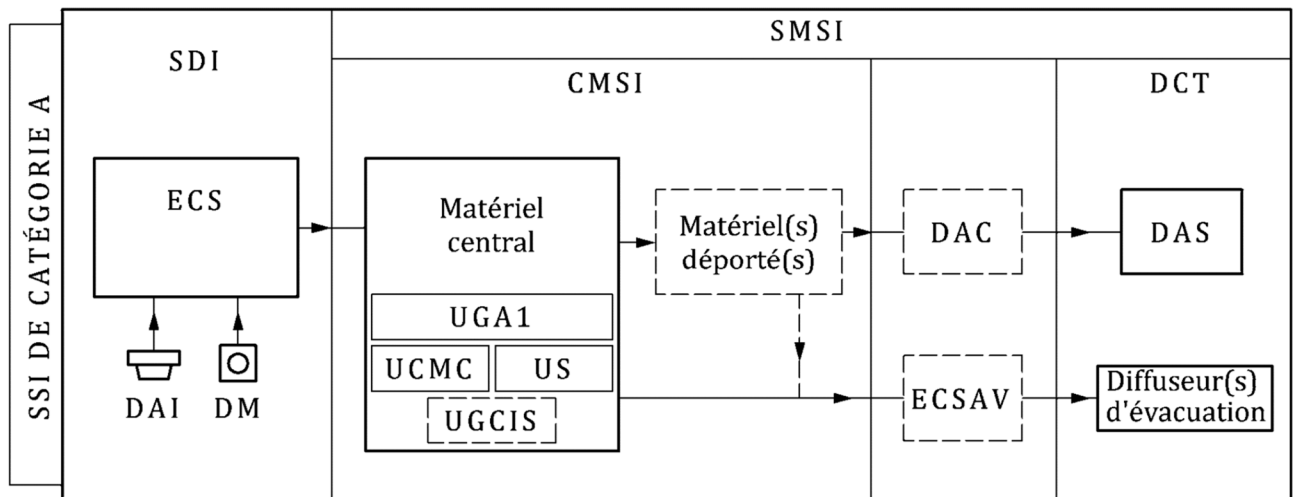 SSI DE CATÉGORIE A
SDI
SMSI
CMSI
DCT
ECS
DAI
DM
Matériel
central
UGA1
UCMC
US
UGCIS
Matériel(s)
déporté(s)
DAC
DAS
ECSAV
Diffuseur(s)
d'évacuation